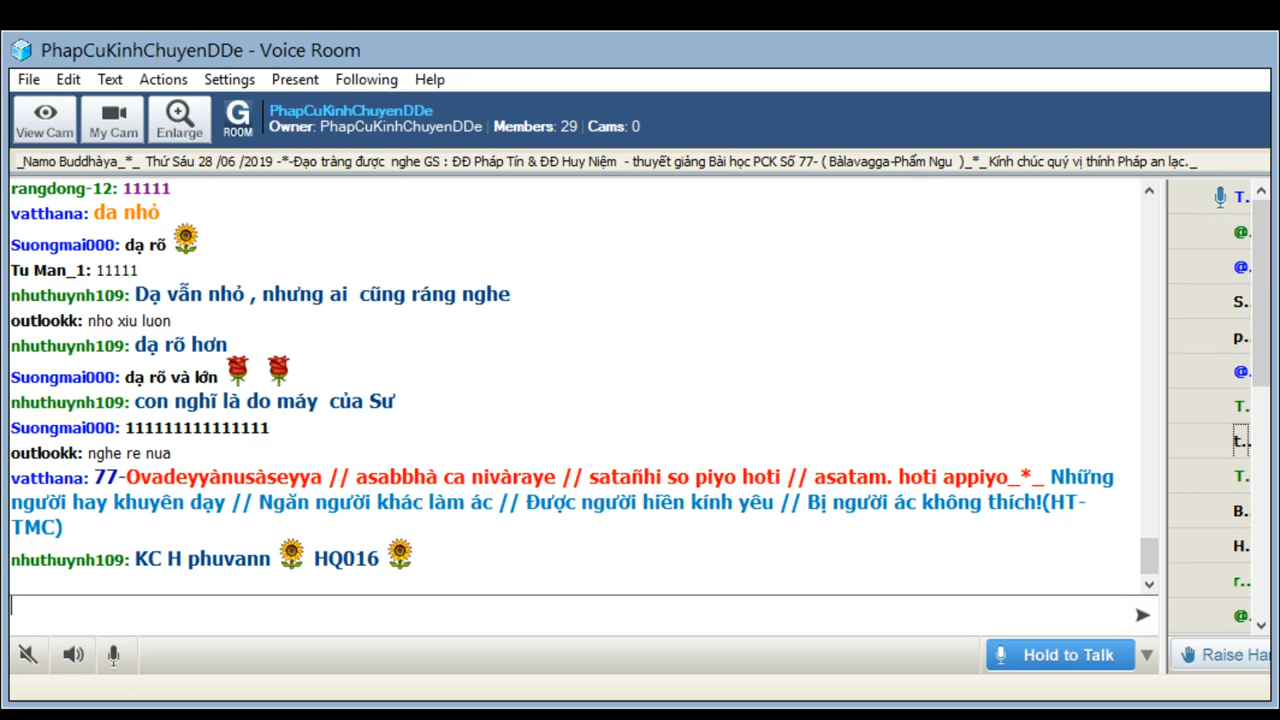 PhapCuKinhChuyenDDe - Voice Room
File Edit Text Actions Settings Present Following Help
View Cam My Cam Enlarge G ROOM
PhapCuKinhChuyenDDe
Owner: PhapCuKinhChuyenDDe | Members: 29 | Cams: 0
_Namo Buddhàya_*_ Thứ Sáu 28 /06 /2019 -*-Đạo tràng được nghe GS : ĐĐ Pháp Tín & ĐĐ Huy Niệm - thuyết giảng Bài học PCK Số 77- ( Bàlavagga-Phẩm Ngu )_*_Kính chúc quý vị thính Pháp an lạc._
rangdong-12: 11111
vatthana: da nhỏ
Suongmai000: dạ rõ
Tu Man_1: 11111
nhuthuynh109: Dạ vẫn nhỏ , nhưng ai cũng ráng nghe
outlookk: nho xiu luon
nhuthuynh109: dạ rõ hơn
Suongmai000: dạ rõ và lớn
nhuthuynh109: con nghĩ là do máy của Sư
Suongmai000: 111111111111111
outlookk: nghe re nua
vatthana: 77-Ovadeyyànusàseyya // asabbhà ca nivàraye // satañhi so piyo hoti // asatam. hoti appiyo_*_ Những
người hay khuyên dạy // Ngăn người khác làm ác // Được người hiền kính yêu // Bị người ác không thích!(HT-
TMC)
nhuthuynh109: KC H phuvann HQ016
T.
@.
@.
S.
p..
@.
T.
t..
T.
B.
H.
r..
@.
Hold to Talk
Raise Ha